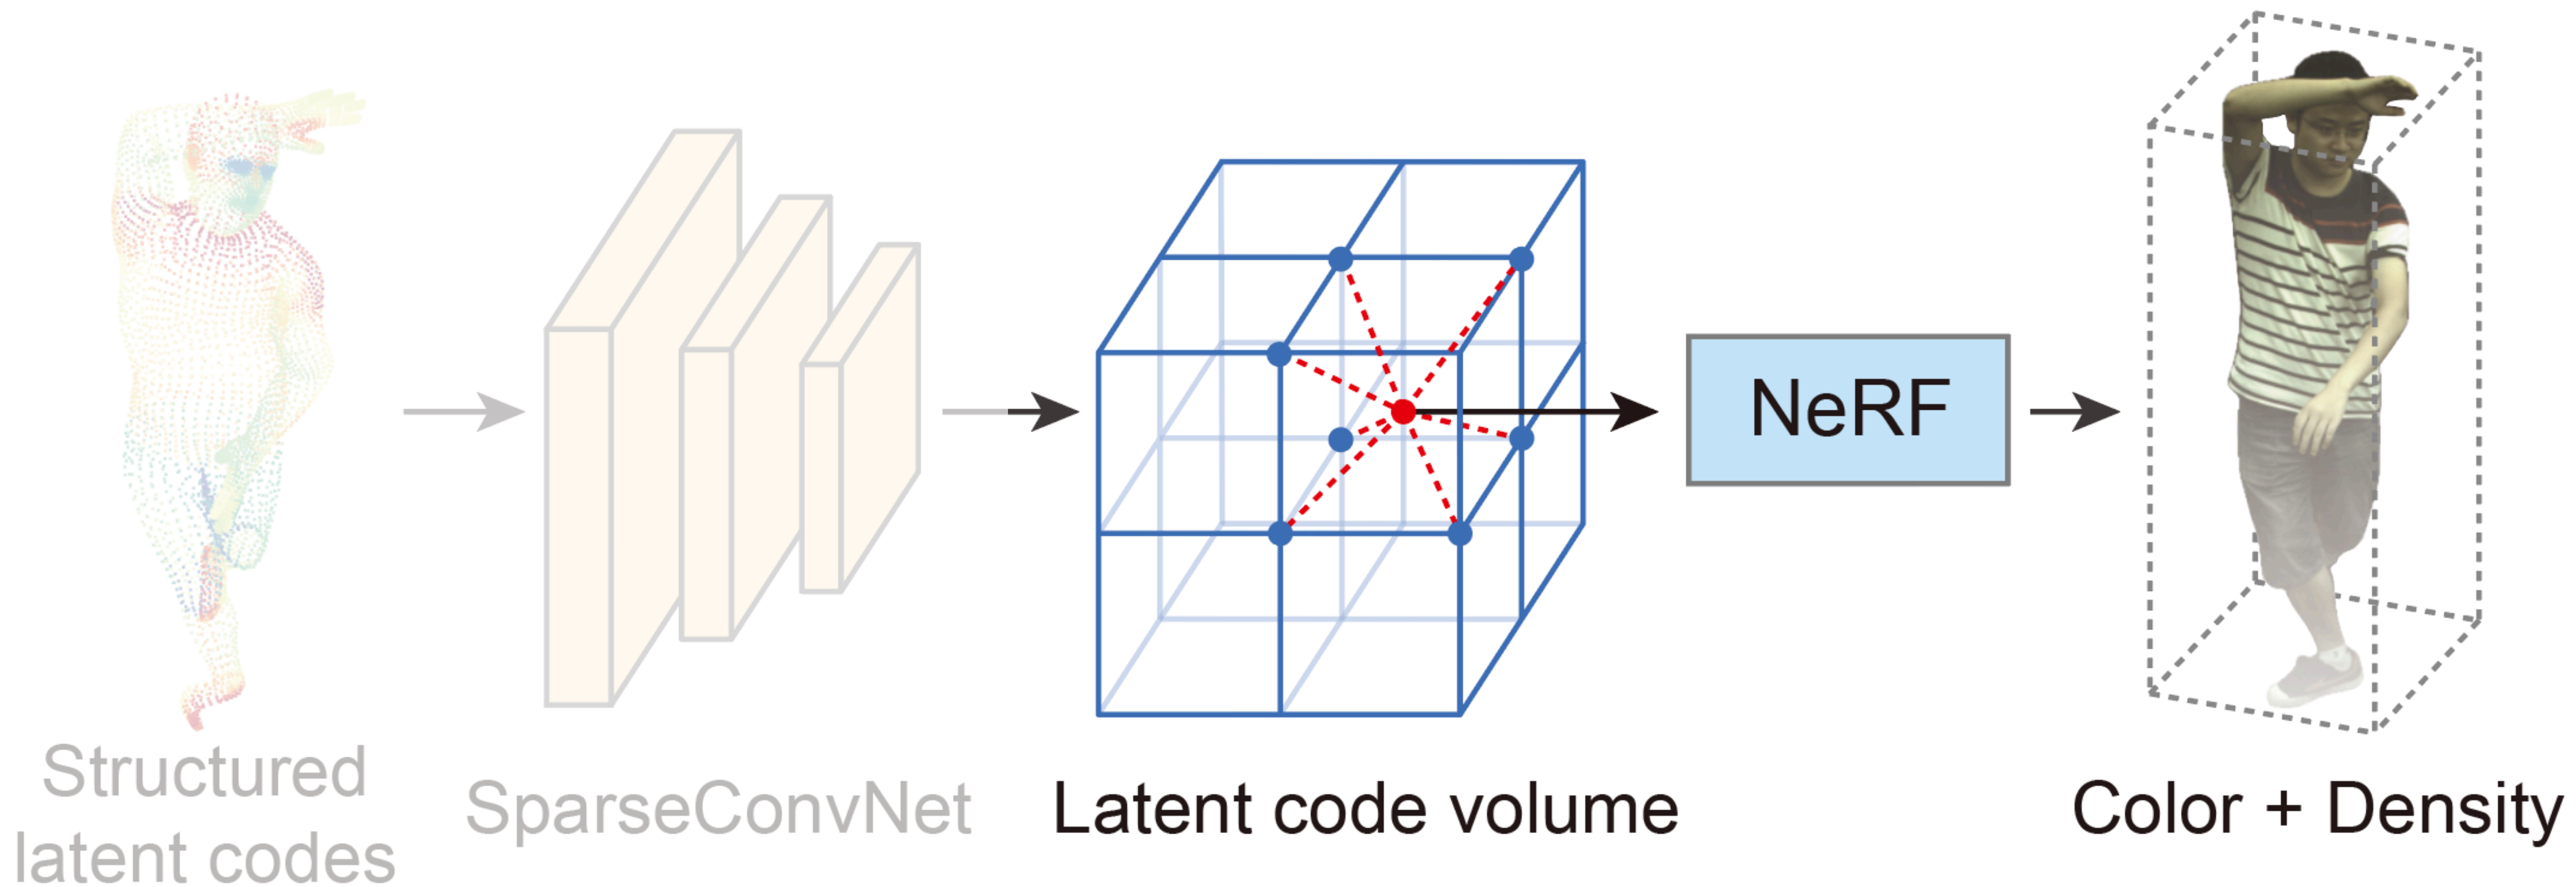 NeRF
Structured
latent codes
SparseConvNet
Latent code volume
Color + Density